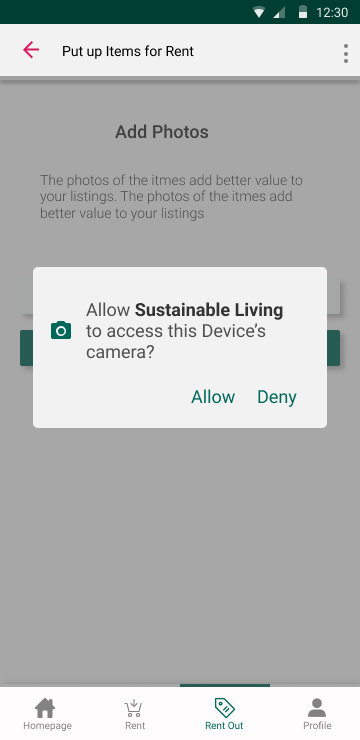 12:30
Put up Items for Rent
Add Photos
The photos of the itmes add better value to
your listings. The photos of the itmes add
better value to your listings
Allow Sustainable Living
to access this Device's
camera?
Allow Deny
Homepage Rent Rent Out Profile